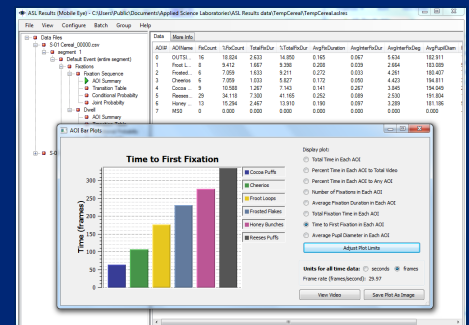 ASL Results (Mobile Edition) - C:\Users\Public\Documents\Applied Science Laboratories\ASL Results data\TempCereal\TempCereal.aslres
File View Configure Batch Group Help
Data Files
S-01 Cereal_00000.csv
segment 1
Default Event (entire segment)
Fixations
Fixation Sequence
AOI Summary
Transition Table
Conditional Probability
Joint Probability
Dwell
AOI Summary
Data More Info
AOI# AOIName FixCount %FixCount TotalFixDur %TotalFixDur AvgFixDuration AvgInterFixDur AvgInterFixDeg AvgPupilDiam
0 OUTSI... 16 18.824 2.633 14.850 0.165 0.067 5.634 182.911
1 Froot L... 8 9.412 1.667 9.398 0.208 0.039 2.664 183.089
2 Frosted... 6 7.059 1.633 9.211 0.272 0.033 4.261 180.407
3 Cheerios 6 7.059 1.033 5.827 0.172 0.050 4.423 194.811
4 Cocoa ... 9 10.588 1.267 7.143 0.141 0.267 3.845 194.049
5 Reeses... 29 34.118 7.300 41.165 0.252 0.089 2.530 191.804
6 Honey ... 13 15.294 2.467 13.910 0.190 0.097 3.289 181.186
7 MS0 0 0.000 0.000 0.000 0.000 0.000 0.000 0.000
AOI Bar Plots
Time to First Fixation
Time (frames)
300
250
200
150
100
50
0
Cocoa Puffs
Cheerios
Froot Loops
Frosted Flakes
Honey Bunches
Reeses Puffs
Display plot:
Total Time in Each AOI
Percent Time in Each AOI to Total Video
Percent Time in Each AOI to Any AOI
Number of Fixations in Each AOI
Average Fixation Duration in Each AOI
Total Fixation Time in Each AOI
Time to First Fixation in Each AOI
Average Pupil Diameter in Each AOI
Adjust Plot Limits
Units for all time data: seconds frames
Frame rate (frames/second): 29.97
View Video Save Plot As Image